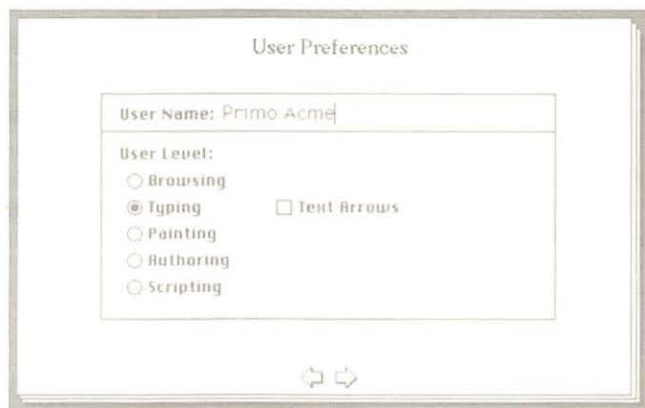 User Preferences
User Name: Primo Acme
User Level:
Browsing
Typing Text Arrows
Painting
Authoring
Scripting